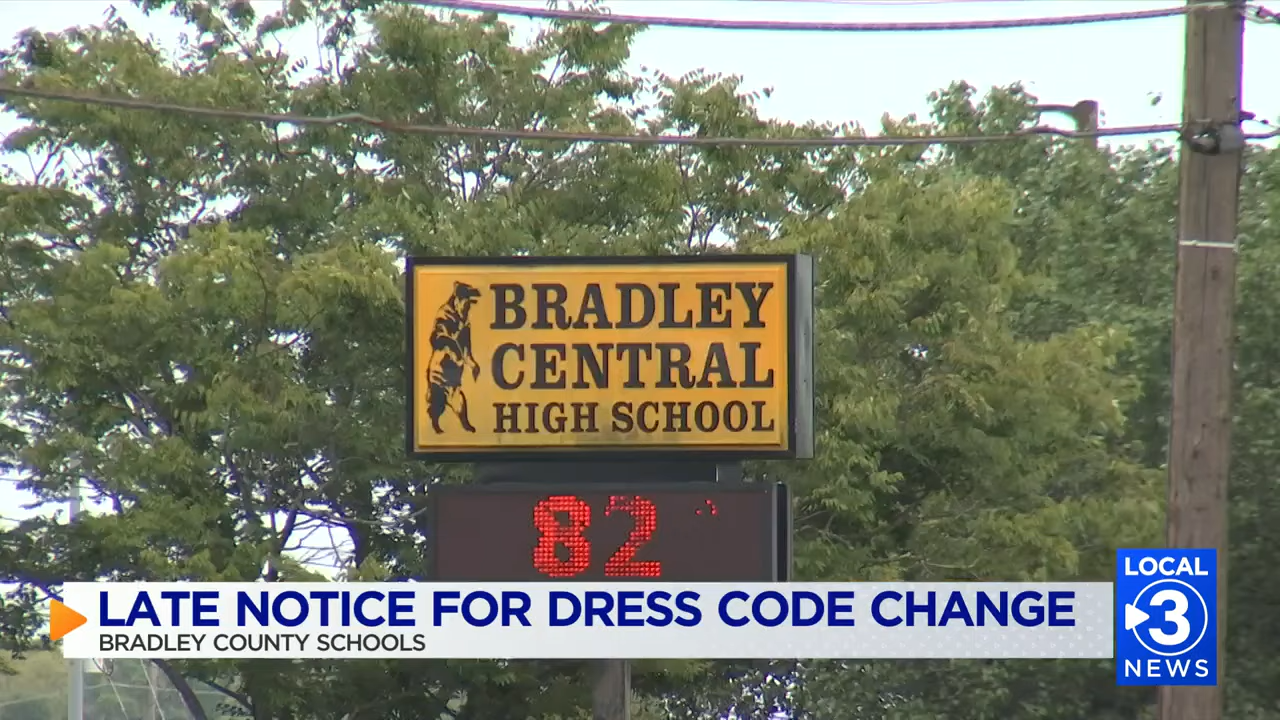 BRADLEY
CENTRAL
HIGH SCHOOL
82
LATE NOTICE FOR DRESS CODE CHANGE
BRADLEY COUNTY SCHOOLS
LOCAL
3
NEWS